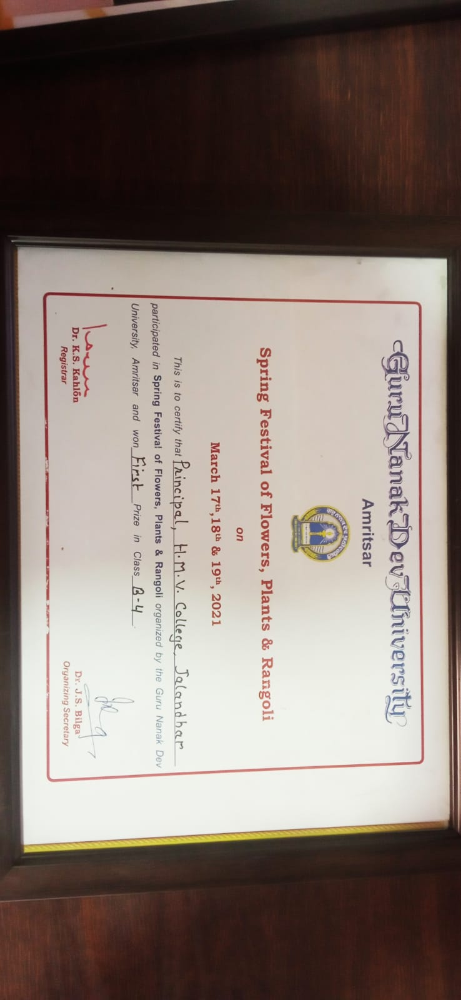 Guru Nanak Dev University
Amritsar
Spring Festival of Flowers, Plants & Rangoli
on
March 17th,18th & 19th, 2021
This is to certify that Principal, H.M.V. College, Jalandhar
participated in Spring Festival of Flowers, Plants & Rangoli organized by the Guru Nanak Dev
University, Amritsar and won First Prize in Class B-4.
Dr. K.S. Kahlon
Registrar
Dr. J.S. Bilga
Organizing Secretary